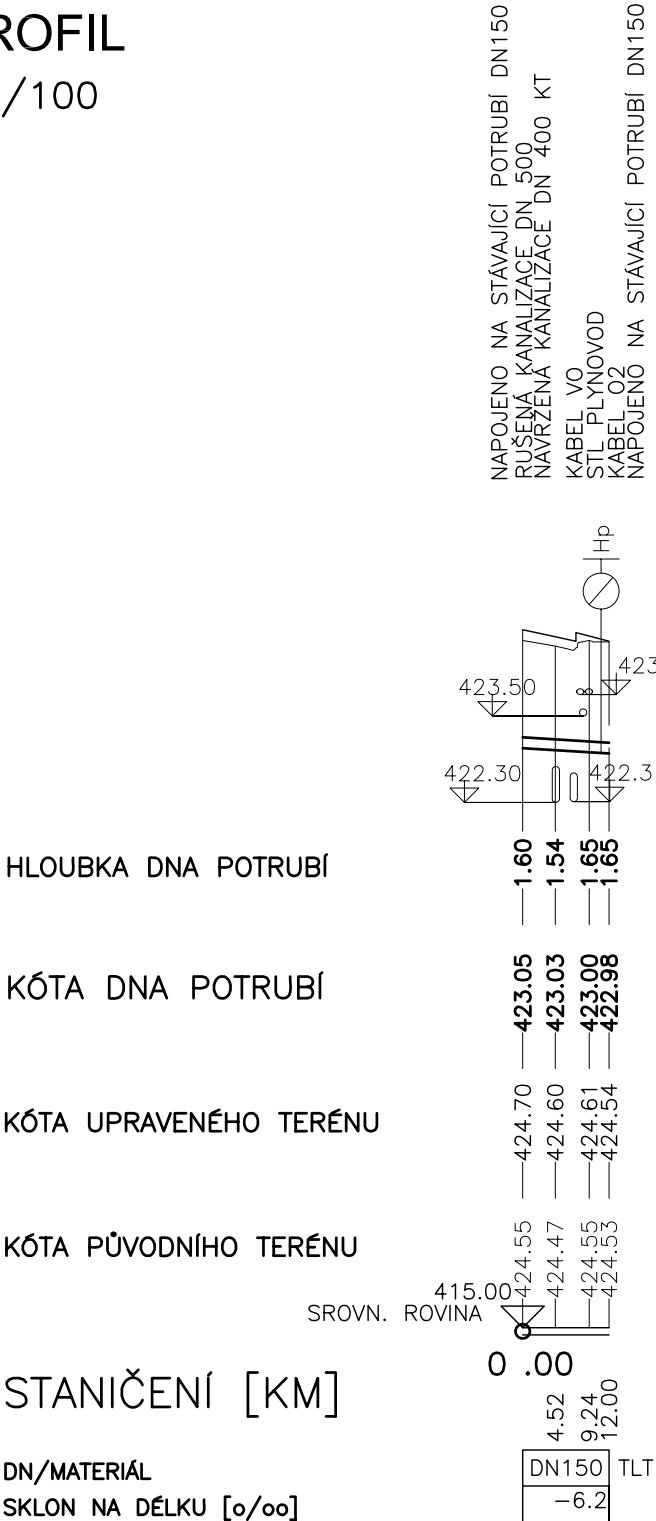 ROFIL
/100
NAPOJENO NA STÁVAJÍCÍ POTRUBÍ DN150
RUŠENÁ KANALIZACE DN 500
NAVRŽENÁ KANALIZACE DN 400 KT
KABEL VO
STL PLYNOVOD
KABEL O2
NAPOJENO NA STÁVAJÍCÍ POTRUBÍ DN150
Hp
423
423.50
422.30
422.3
HLOUBKA DNA POTRUBÍ
1.60
1.54
1.65
1.65
KÓTA DNA POTRUBÍ
423.05
423.03
423.00
422.98
KÓTA UPRAVENÉHO TERÉNU
424.70
424.60
424.61
424.54
KÓTA PŮVODNÍHO TERÉNU
424.55
424.47
424.55
424.53
415.00
SROVN. ROVINA
0 .00
STANIČENÍ [KM]
4.52
9.24
12.00
DN/MATERIÁL
DN150 TLT
SKLON NA DÉLKU [o/oo]
-6.2